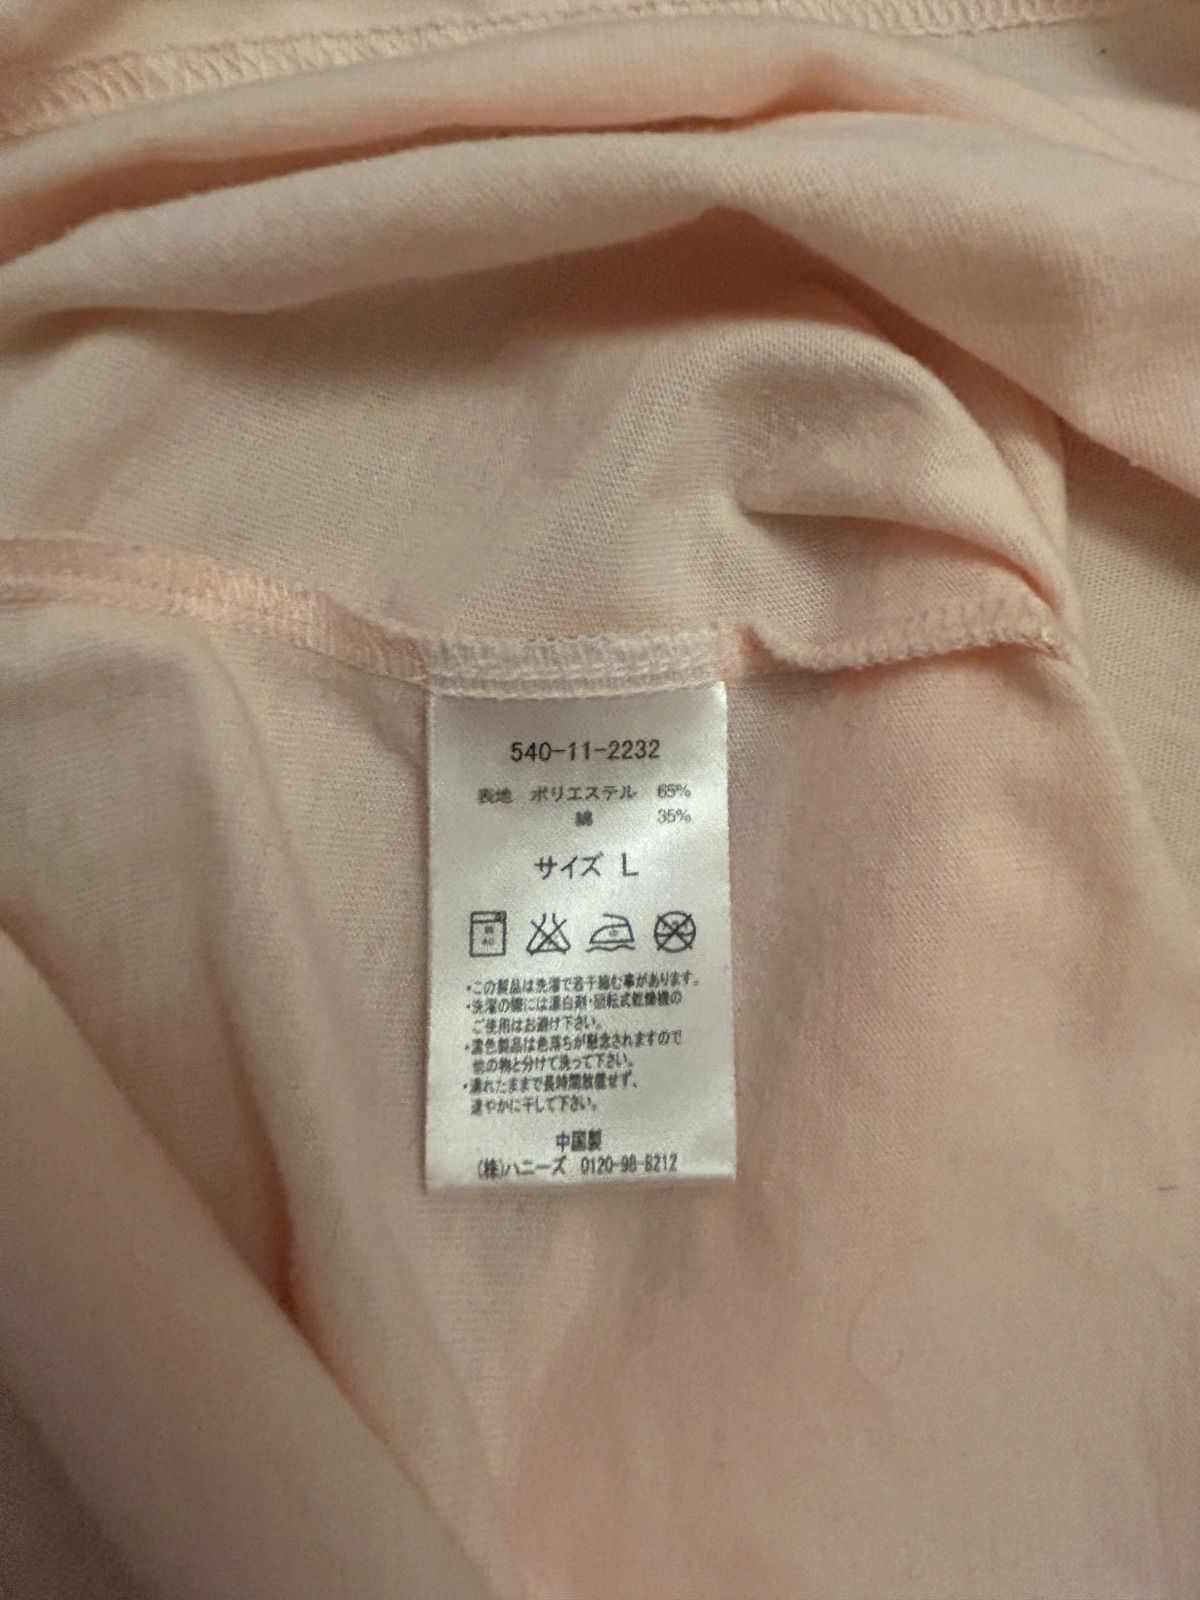 540-11-2232
表地 ポリエステル 65%
綿 35%
サイズ L
・この製品は洗濯で若干縮む事があります。
・洗濯の際には漂白剤・回転式乾燥機の
ご使用はお避け下さい。
・濃色製品は色落ちが懸念されますので
他の物と分けて洗って下さい。
・濡れたままで長時間放置せず、
速やかに干して下さい。
中国製
(株)ハニーズ 0120-98-8212